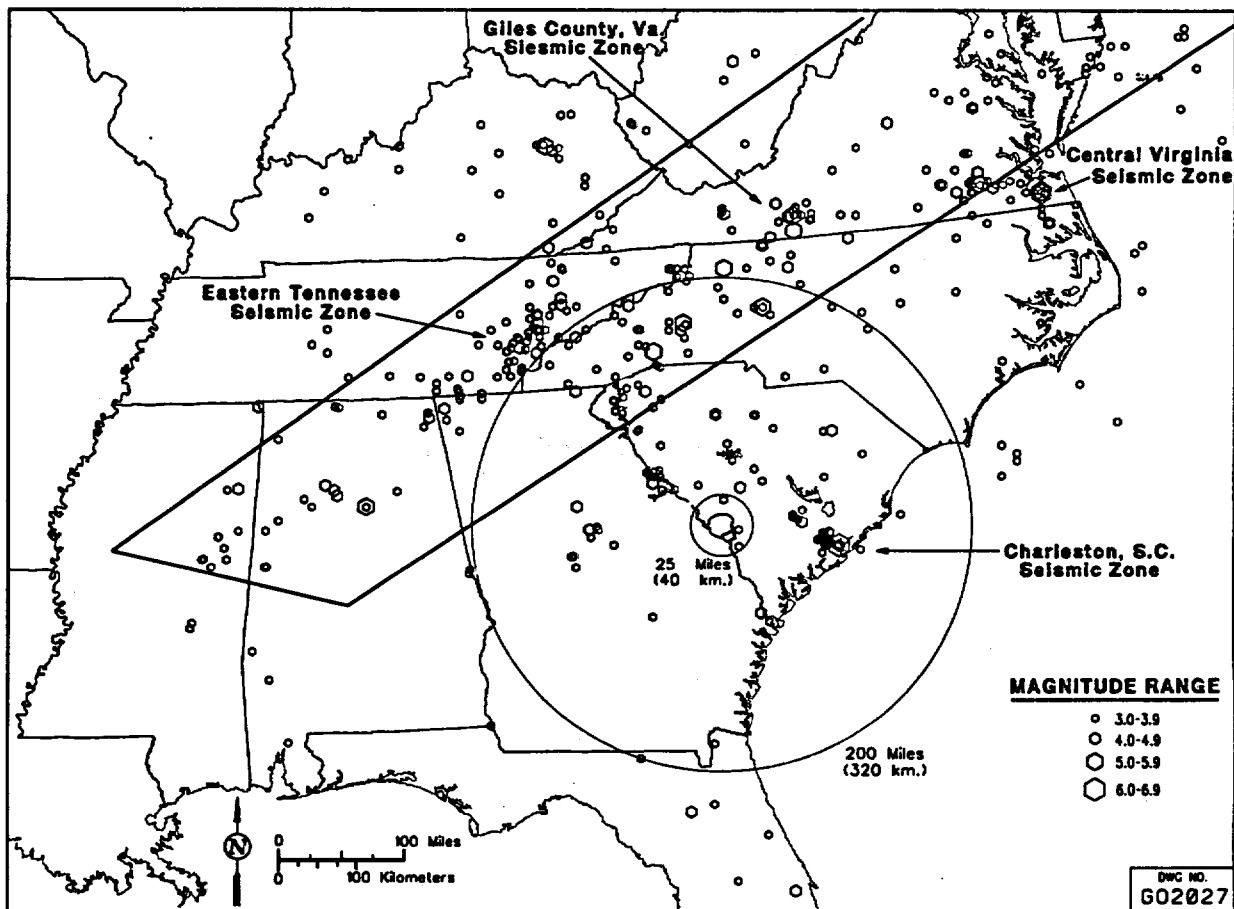 Giles County, Va.
Siesmic Zone
Central Virginia
Seismic Zone
Eastern Tennessee
Seismic Zone
25 Miles
(40 km.)
Charleston, S.C.
Seismic Zone
MAGNITUDE RANGE
3.0-3.9
4.0-4.9
5.0-5.9
6.0-6.9
200 Miles
(320 km.)
N
0 100 Miles
0 100 Kilometers
DWG NO.
GO2027